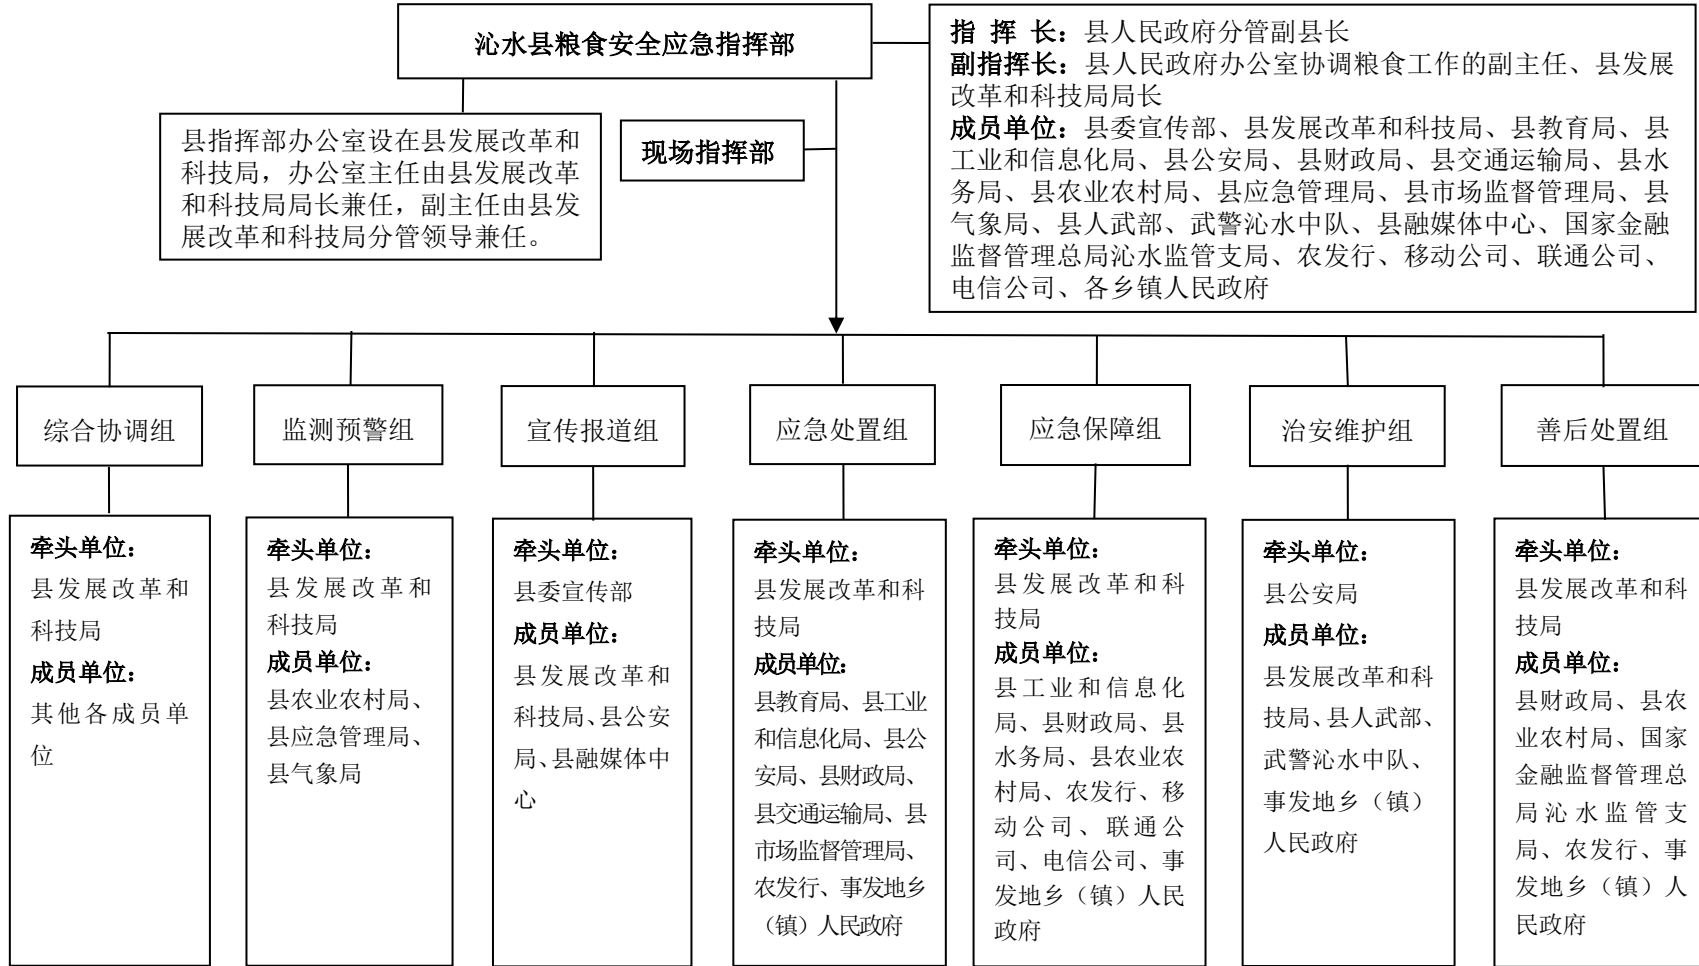 沁水县粮食安全应急指挥部
指 挥 长：县人民政府分管副县长
副指挥长：县人民政府办公室协调粮食工作的副主任、县发展
改革和科技局局长
成员单位：县委宣传部、县发展改革和科技局、县教育局、县
工业和信息化局、县公安局、县财政局、县交通运输局、县水
务局、县农业农村局、县应急管理局、县市场监督管理局、县
气象局、县人武部、武警沁水中队、县融媒体中心、国家金融
监督管理总局沁水监管支局、农发行、移动公司、联通公司、
电信公司、各乡镇人民政府
县指挥部办公室设在县发展改革和
科技局，办公室主任由县发展改革
和科技局局长兼任，副主任由县发
展改革和科技局分管领导兼任。
现场指挥部
综合协调组
监测预警组
宣传报道组
应急处置组
应急保障组
治安维护组
善后处置组
牵头单位：
县发展改革和
科技局
成员单位：
其他各成员单
位
牵头单位：
县发展改革和
科技局
成员单位：
县农业农村局、
县应急管理局、
县气象局
牵头单位：
县委宣传部
成员单位：
县发展改革和
科技局、县公安
局、县融媒体中
心
牵头单位：
县发展改革和科
技局
成员单位：
县教育局、县工业
和信息化局、县公
安局、县财政局、
县交通运输局、县
市场监督管理局、
农发行、事发地乡
（镇）人民政府
牵头单位：
县发展改革和科
技局
成员单位：
县工业和信息化
局、县财政局、县
水务局、县农业农
村局、农发行、移
动公司、联通公
司、电信公司、事
发地乡（镇）人民
政府
牵头单位：
县公安局
成员单位：
县发展改革和科
技局、县人武部、
武警沁水中队、
事发地乡（镇）
人民政府
牵头单位：
县发展改革和科
技局
成员单位：
县财政局、县农
业农村局、国家
金融监督管理总
局沁水监管支
局、农发行、事
发地乡（镇）人
民政府